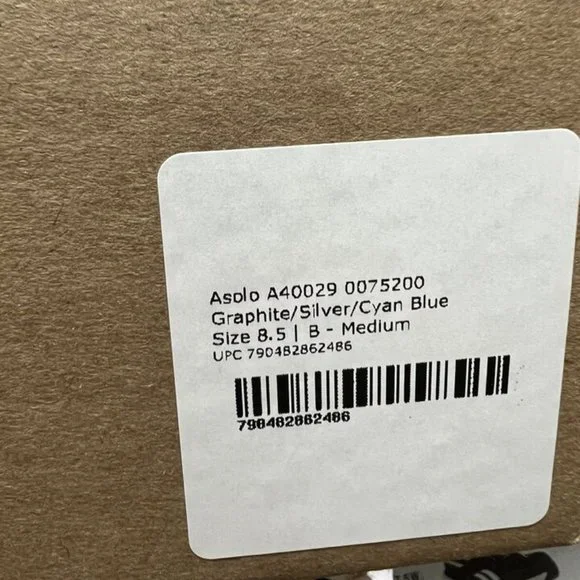 Asolo A40029 0075200
Graphite/Silver/Cyan Blue
Size 8.5 | B - Medium
UPC 790482862486
790482862486